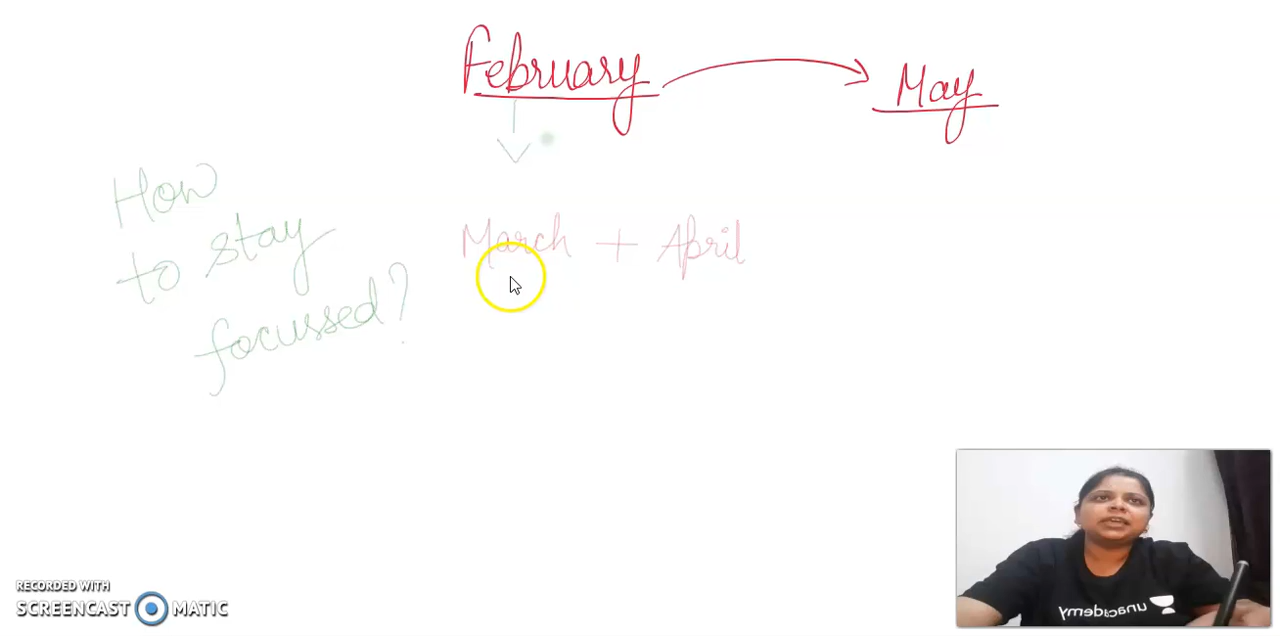 February
May
How
to stay
focussed?
March + April
RECORDED WITH
SCREENCAST MATIC
unacademy